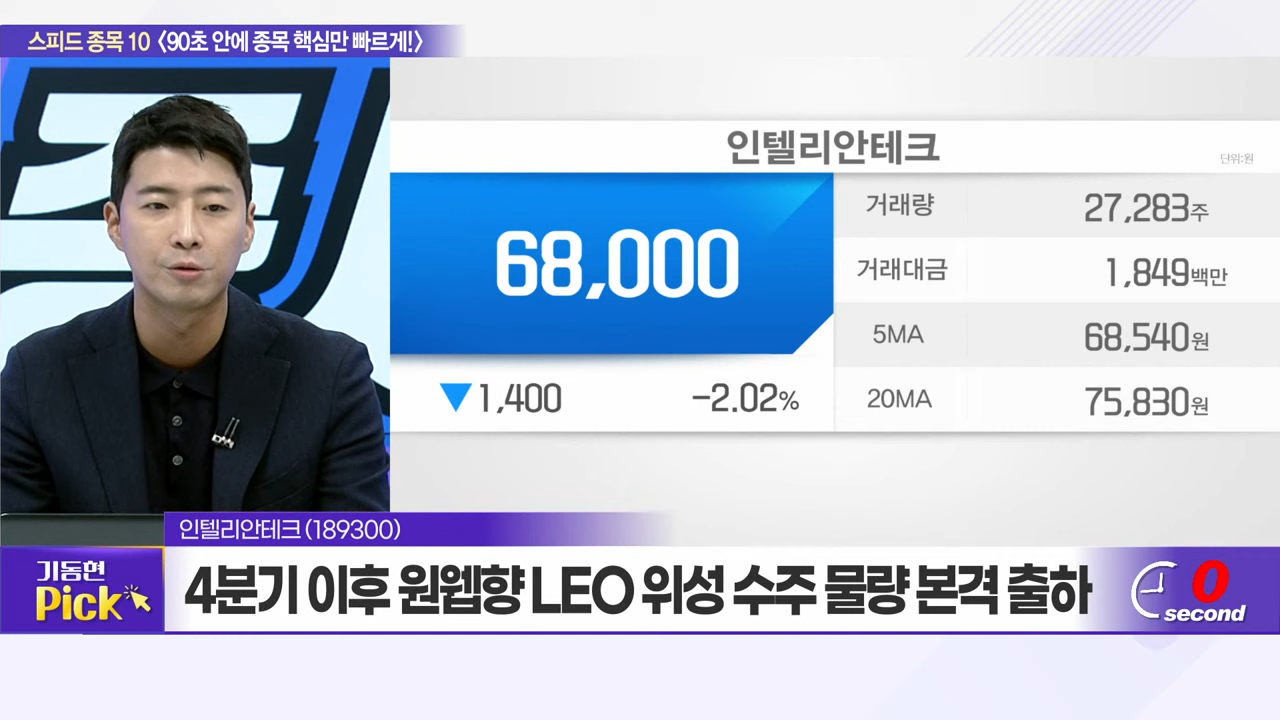 스피드 종목 10 〈90초 안에 종목 핵심만 빠르게!〉
인텔리안테크
단위:원
68,000
▼1,400 -2.02%
거래량 27,283주
거래대금 1,849백만
5MA 68,540원
20MA 75,830원
인텔리안테크(189300)
기동현
Pick
4분기 이후 원웹향 LEO 위성 수주 물량 본격 출하
0
second